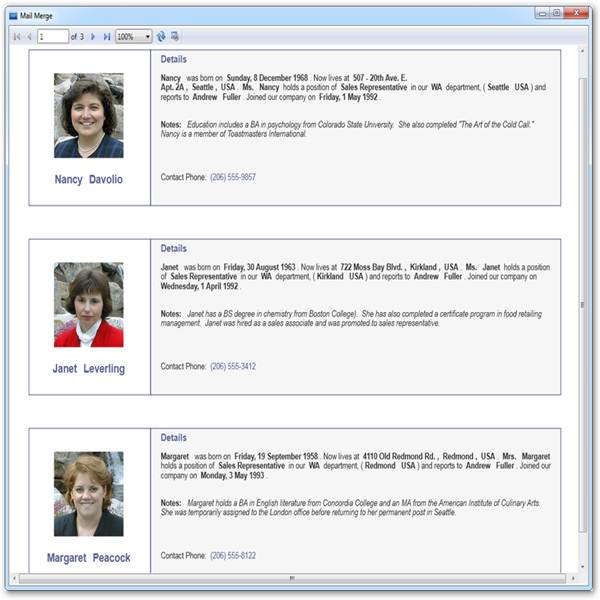 Mail Merge
1 of 3 100%
Details
Nancy was born on Sunday, 8 December 1968 . Now lives at 507 - 20th Ave. E.
Apt. 2A , Seattle , USA . Ms. Nancy holds a position of Sales Representative in our WA department, ( Seattle USA ) and
reports to Andrew Fuller . Joined our company on Friday, 1 May 1992 .
Notes: Education includes a BA in psychology from Colorado State University. She also completed "The Art of the Cold Call."
Nancy is a member of Toastmasters International.
Nancy Davolio
Contact Phone: (206) 555-9857
Details
Janet was born on Friday, 30 August 1963 . Now lives at 722 Moss Bay Blvd. , Kirkland , USA . Ms. Janet holds a position
of Sales Representative in our WA department, ( Kirkland USA ) and reports to Andrew Fuller . Joined our company on
Wednesday, 1 April 1992 .
Notes: Janet has a BS degree in chemistry from Boston College). She has also completed a certificate program in food retailing
management. Janet was hired as a sales associate and was promoted to sales representative.
Janet Leverling
Contact Phone: (206) 555-3412
Details
Margaret was born on Friday, 19 September 1958 . Now lives at 4110 Old Redmond Rd. , Redmond , USA . Mrs. Margaret
holds a position of Sales Representative in our WA department, ( Redmond USA ) and reports to Andrew Fuller . Joined our
company on Monday, 3 May 1993 .
Notes: Margaret holds a BA in English literature from Concordia College and an MA from the American Institute of Culinary Arts.
She was temporarily assigned to the London office before returning to her permanent post in Seattle.
Margaret Peacock
Contact Phone: (206) 555-8122